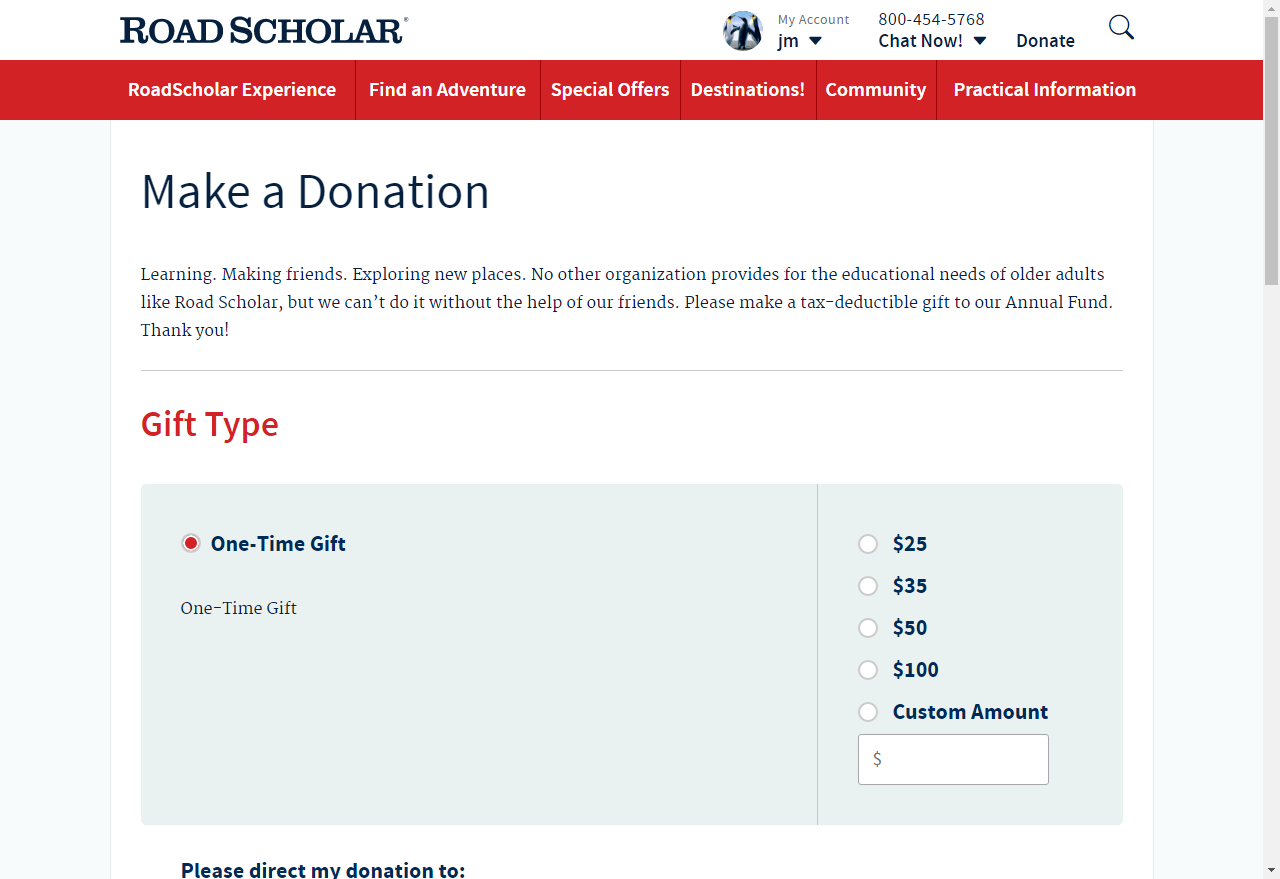 ROAD SCHOLAR®
My Account
jm
800-454-5768
Chat Now!
Donate
RoadScholar Experience
Find an Adventure
Special Offers
Destinations!
Community
Practical Information
Make a Donation
Learning. Making friends. Exploring new places. No other organization provides for the educational needs of older adults
like Road Scholar, but we can’t do it without the help of our friends. Please make a tax-deductible gift to our Annual Fund.
Thank you!
Gift Type
One-Time Gift
One-Time Gift
$25
$35
$50
$100
Custom Amount
$
Please direct my donation to: